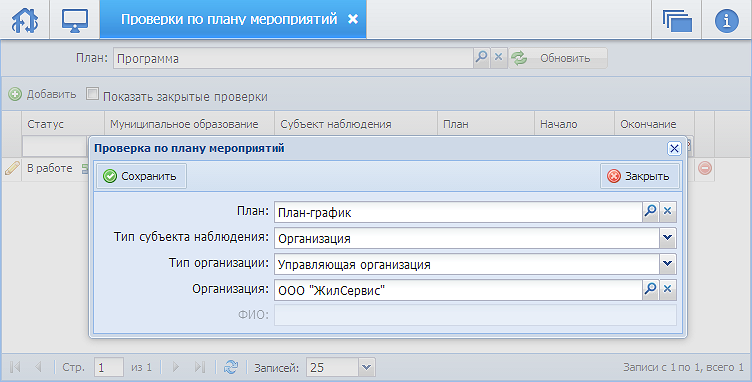 Проверки по плану мероприятий
План: Программа Обновить
Добавить Показать закрытые проверки
Статус Муниципальное образование Субъект наблюдения План Начало Окончание
В работе
Проверка по плану мероприятий
Сохранить Закрыть
План: План-график
Тип субъекта наблюдения: Организация
Тип организации: Управляющая организация
Организация: ООО "ЖилСервис"
ФИО:
Стр. 1 из 1 Записей: 25 Записи с 1 по 1, всего 1